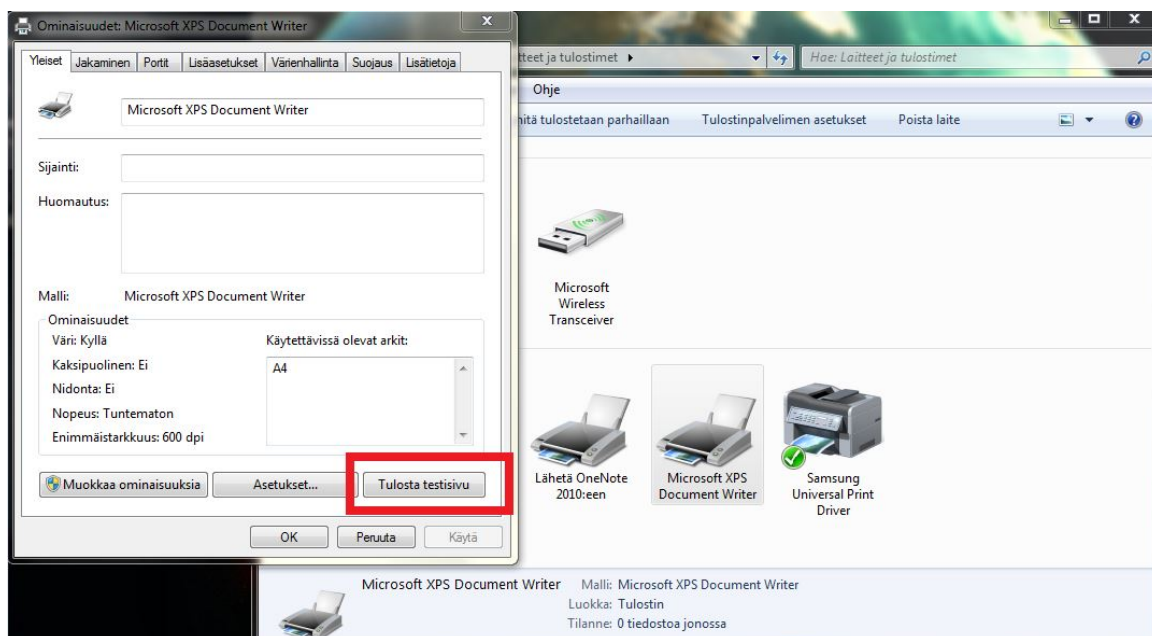 Ominaisuudet: Microsoft XPS Document Writer
Yleiset Jakaminen Portit Lisäasetukset Värienhallinta Suojaus Lisätietoja
Microsoft XPS Document Writer
Sijainti:
Huomautus:
Malli: Microsoft XPS Document Writer
Ominaisuudet
Väri: Kyllä
Käytettävissä olevat arkit:
Kaksipuolinen: Ei
A4
Nidonta: Ei
Nopeus: Tuntematon
Enimmäistarkkuus: 600 dpi
Muokkaa ominaisuuksia
Asetukset...
Tulosta testisivu
OK
Peruuta
Käytä
tteet ja tulostimet
Hae: Laitteet ja tulostimet
Ohje
itä tulostetaan parhaillaan Tulostinpalvelimen asetukset Poista laite
Microsoft
Wireless
Transceiver
Lähetä OneNote
2010:een
Microsoft XPS
Document Writer
Samsung
Universal Print
Driver
Microsoft XPS Document Writer Malli: Microsoft XPS Document Writer
Luokka: Tulostin
Tilanne: 0 tiedostoa jonossa